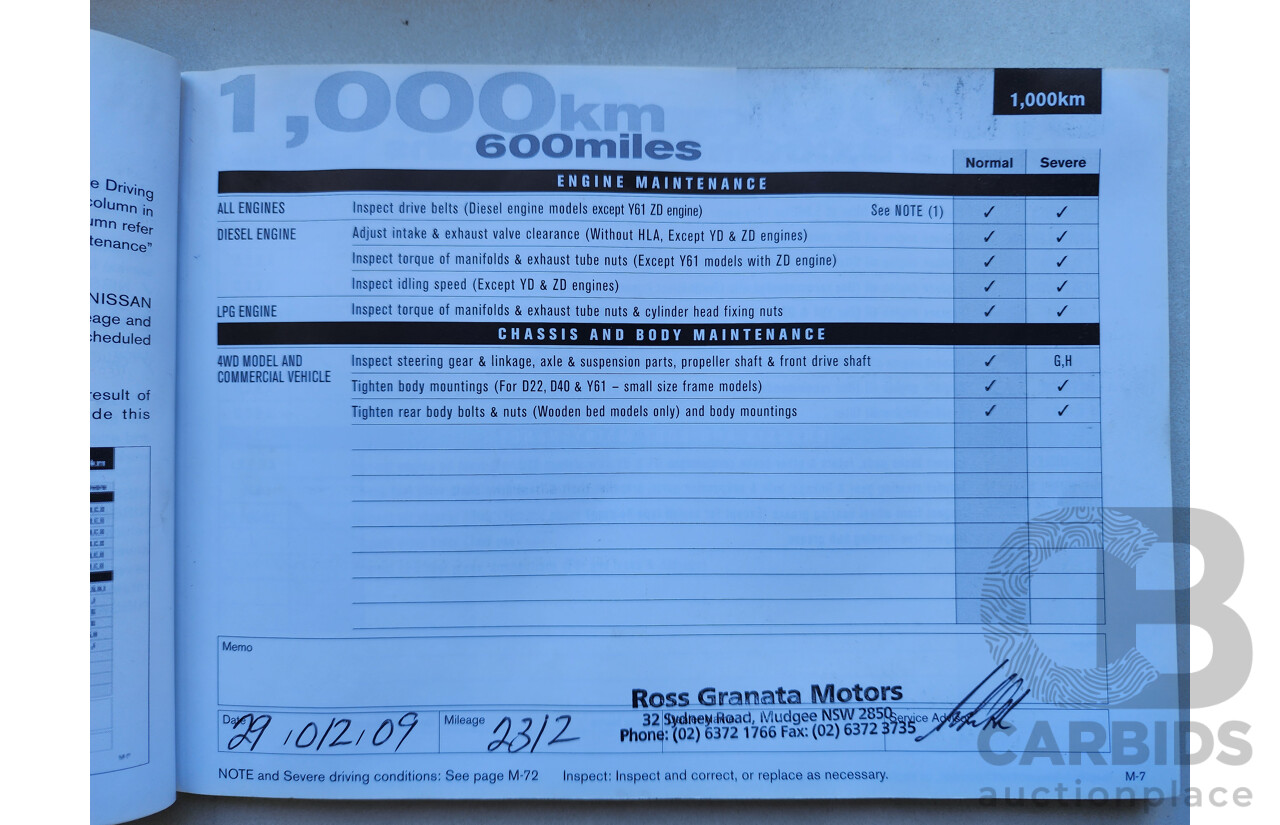 e Driving
column in
umn refer
tenance"
NISSAN
eage and
cheduled
esult of
de this
km
M-7
1,000km
600miles
1,000km
Normal Severe
ENGINE MAINTENANCE
ALL ENGINES Inspect drive belts (Diesel engine models except Y61 ZD engine) See NOTE (1) ✓ ✓
DIESEL ENGINE Adjust intake & exhaust valve clearance (Without HLA, Except YD & ZD engines) ✓ ✓
Inspect torque of manifolds & exhaust tube nuts (Except Y61 models with ZD engine) ✓ ✓
Inspect idling speed (Except YD & ZD engines) ✓ ✓
LPG ENGINE Inspect torque of manifolds & exhaust tube nuts & cylinder head fixing nuts ✓ ✓
CHASSIS AND BODY MAINTENANCE
4WD MODEL AND Inspect steering gear & linkage, axle & suspension parts, propeller shaft & front drive shaft ✓ G,H
COMMERCIAL VEHICLE
Tighten body mountings (For D22, D40 & Y61 – small size frame models) ✓ ✓
Tighten rear body bolts & nuts (Wooden bed models only) and body mountings ✓ ✓
Memo
Ross Granata Motors
32 Sydney Road, Mudgee NSW 2850
Phone: (02) 6372 1766 Fax: (02) 6372 3735
Date Mileage 2312 Service Advisor
NOTE and Severe driving conditions: See page M-72 Inspect: Inspect and correct, or replace as necessary.
M-7
CB
CARBIDS
auctionplace